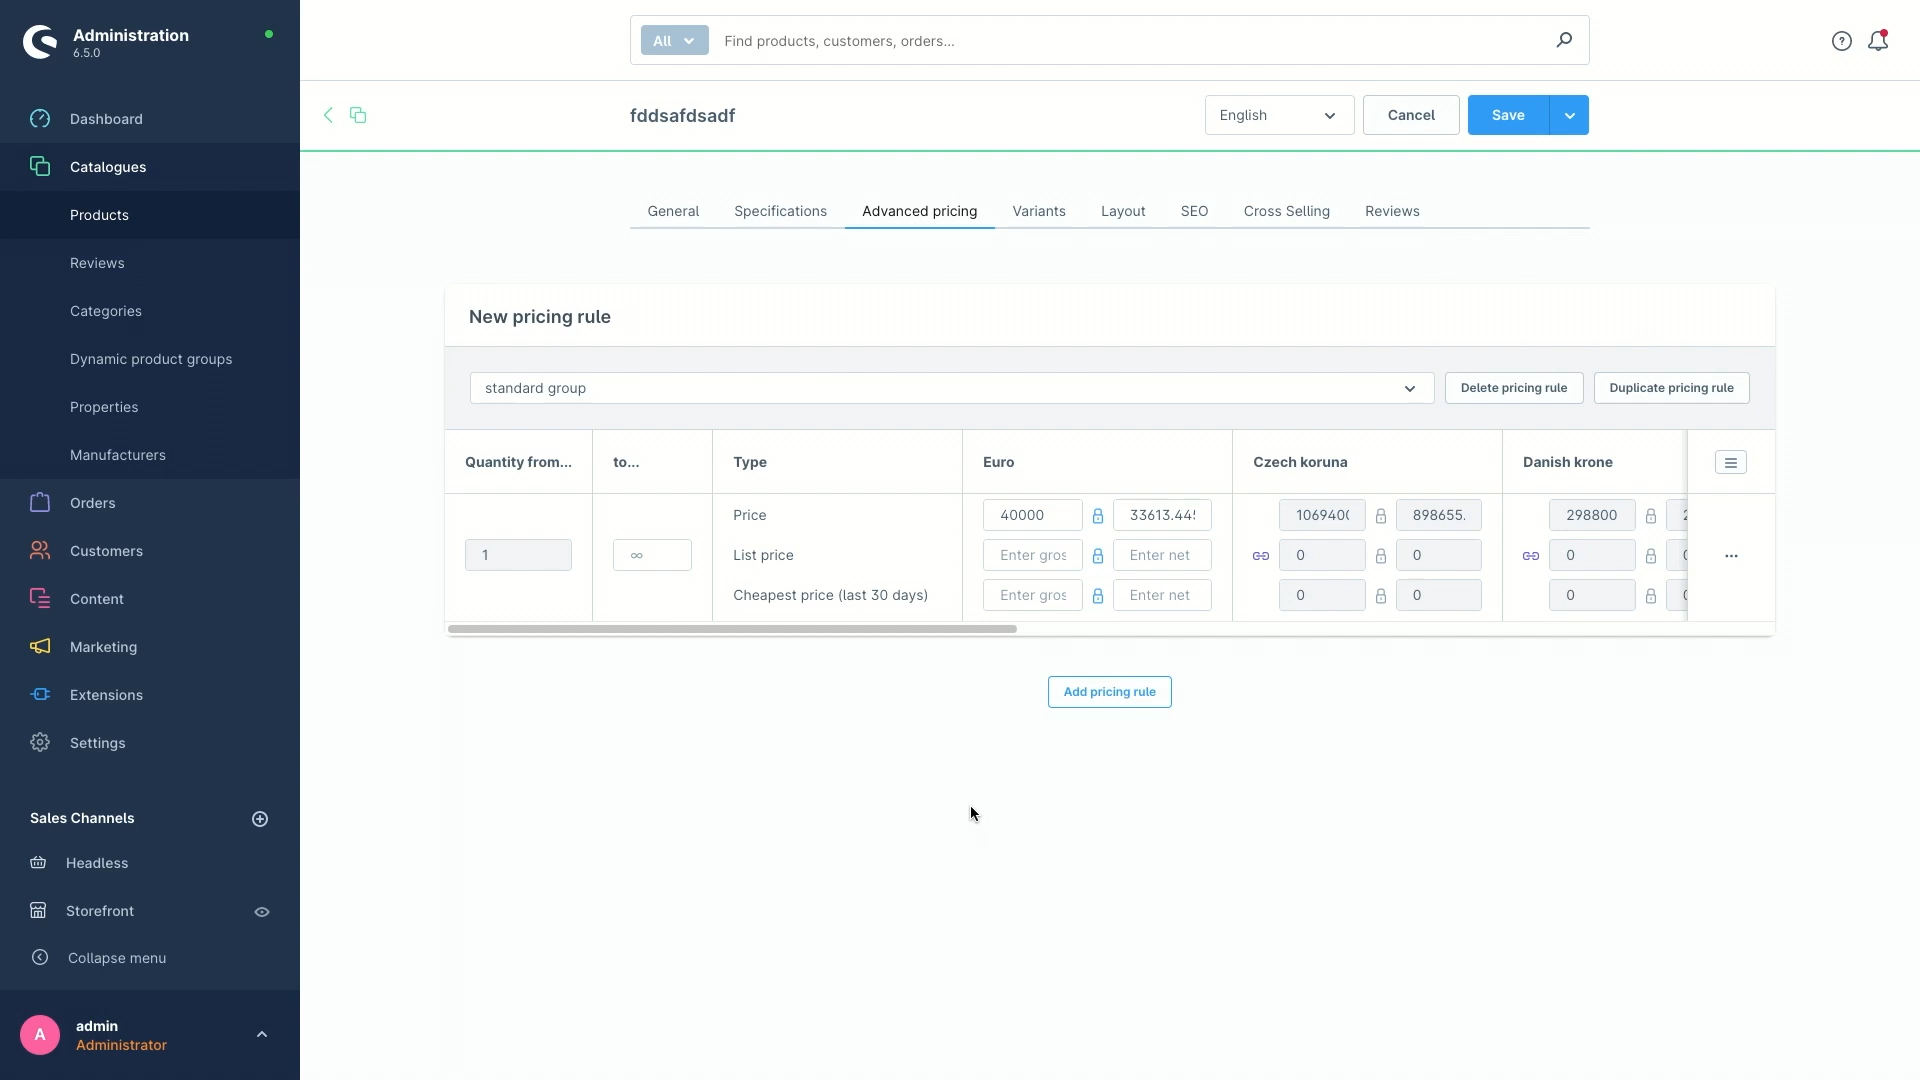 Administration
6.5.0
All
Find products, customers, orders...
Dashboard
Catalogues
Products
Reviews
Categories
Dynamic product groups
Properties
Manufacturers
Orders
Customers
Content
Marketing
Extensions
Settings
Sales Channels
Headless
Storefront
Collapse menu
A
admin
Administrator
fddsafdsadf
English
Cancel
Save
General Specifications Advanced pricing Variants Layout SEO Cross Selling Reviews
New pricing rule
standard group
Delete pricing rule
Duplicate pricing rule
Quantity from... to... Type Euro Czech koruna Danish krone
1 ∞
Price 40000 33613.44 898655. 298800
List price Enter gros Enter net 0 0 0
Cheapest price (last 30 days) Enter gros Enter net 0 0 0
...
Add pricing rule